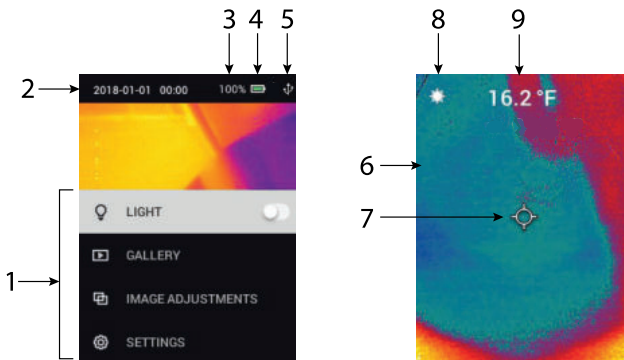 3 4 5
8 9
2
2018-01-01 00:00 100%
16.2 °F
6
7
1
LIGHT
GALLERY
IMAGE ADJUSTMENTS
SETTINGS